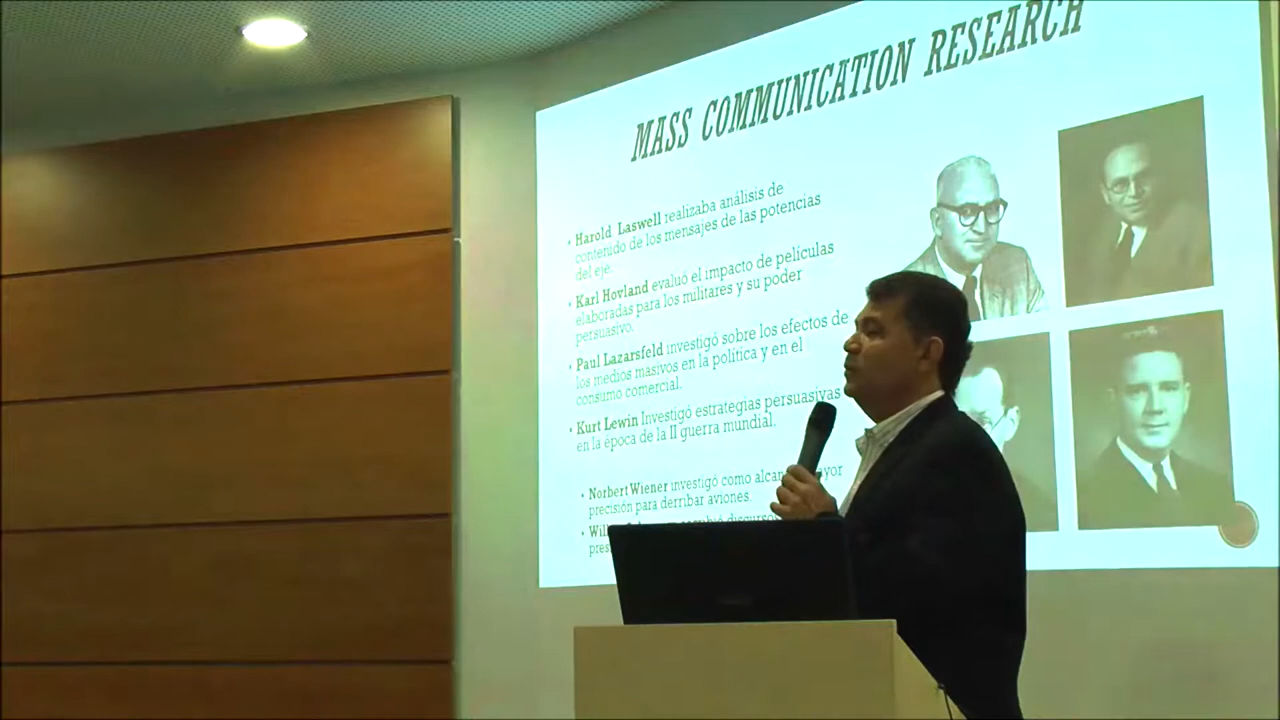 MASS COMMUNICATION RESEARCH
• Harold Laswell realizaba análisis de
contenido de los mensajes de las potencias
del eje.
• Karl Hovland evaluó el impacto de películas
elaboradas para los militares y su poder
persuasivo.
• Paul Lazarsfeld investigó sobre los efectos de
los medios masivos en la política y en el
consumo comercial.
• Kurt Lewin Investigó estrategias persuasivas
en la época de la II guerra mundial.
• Norbert Wiener investigó como
precisión para derribar aviones.